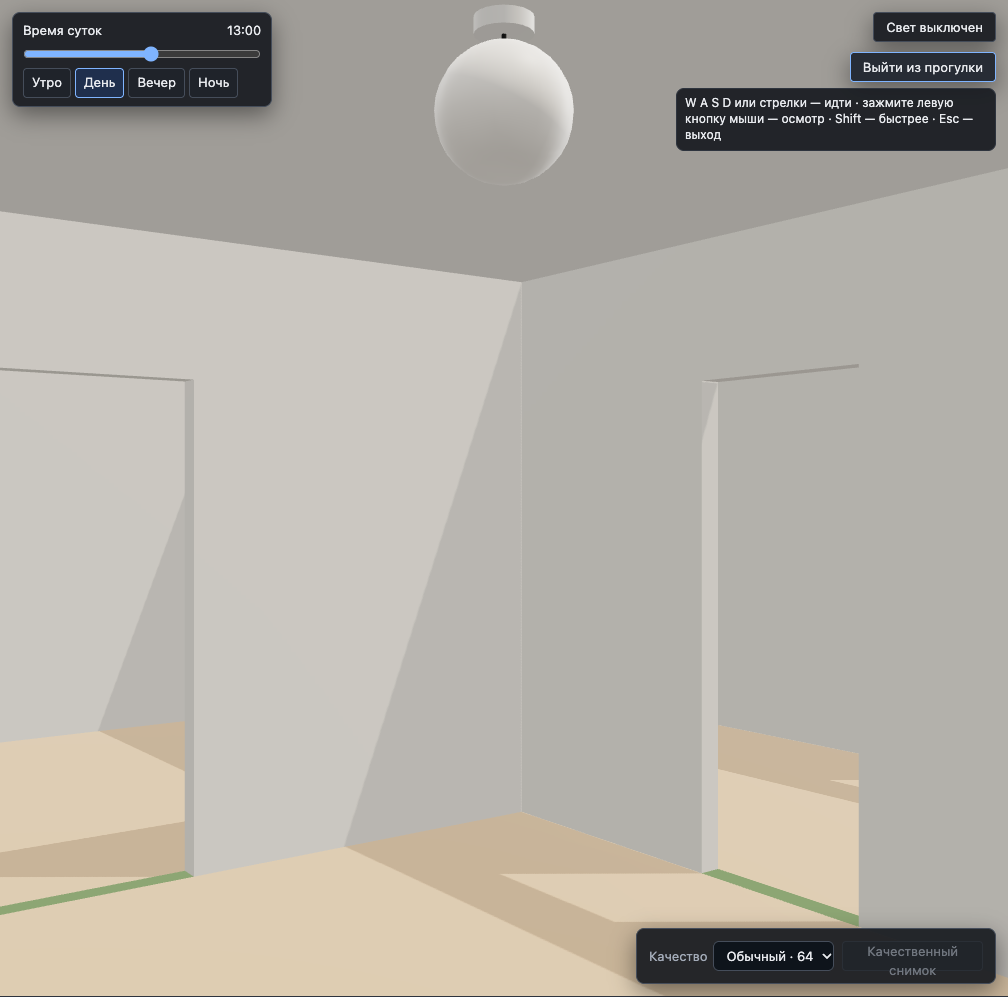 Время суток 13:00
Утро День Вечер Ночь
Свет выключен
Выйти из прогулки
W A S D или стрелки — идти · зажмите левую
кнопку мыши — осмотр · Shift — быстрее · Esc —
выход
Качество Обычный · 64 Качественный
снимок